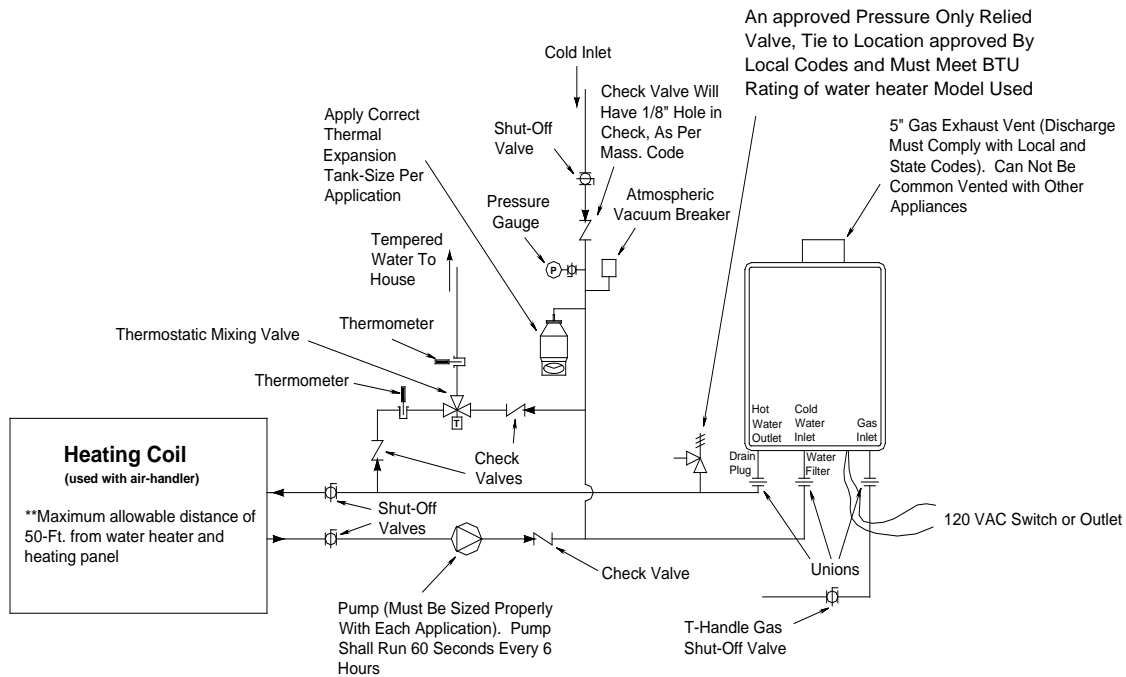 An approved Pressure Only Relied
Valve, Tie to Location approved By
Local Codes and Must Meet BTU
Rating of water heater Model Used
Cold Inlet
Check Valve Will
Have 1/8" Hole in
Check, As Per
Mass. Code
Apply Correct
Thermal
Expansion
Tank-Size Per
Application
Shut-Off
Valve
5" Gas Exhaust Vent (Discharge
Must Comply with Local and
State Codes).  Can Not Be
Common Vented with Other
Appliances
Pressure
Gauge
Atmospheric
Vacuum Breaker
P
Tempered
Water To
House
Thermometer
Thermostatic Mixing Valve
Thermometer
T
Hot
Water
Outlet
Cold
Water
Inlet
Gas
Inlet
Heating Coil
(used with air-handler)
**Maximum allowable distance of
50-Ft. from water heater and
heating panel
Check
Valves
Drain
Plug
Water
Filter
Shut-Off
Valves
120 VAC Switch or Outlet
Check Valve
Unions
Pump (Must Be Sized Properly
With Each Application).  Pump
Shall Run 60 Seconds Every 6
Hours
T-Handle Gas
Shut-Off Valve